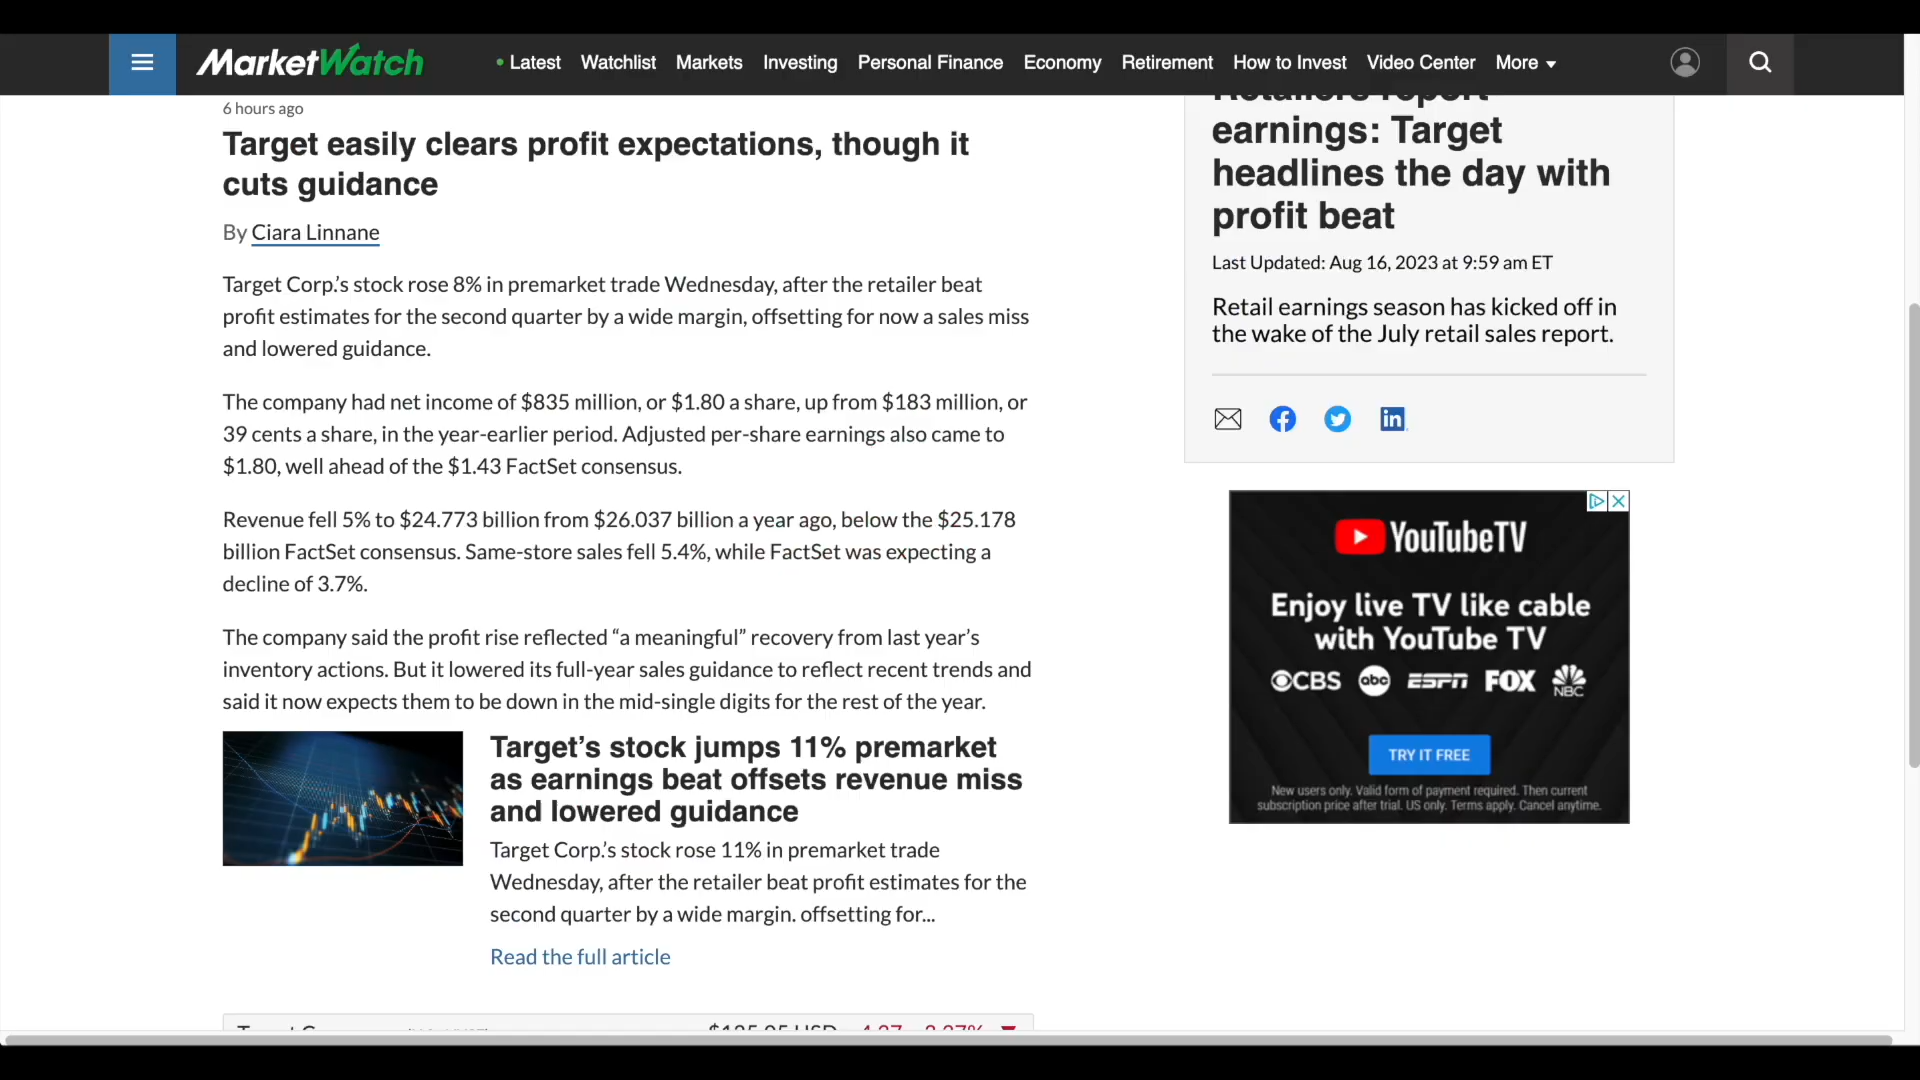 MarketWatch
Latest Watchlist Markets Investing Personal Finance Economy Retirement How to Invest Video Center More
6 hours ago
Target easily clears profit expectations, though it
cuts guidance
By Ciara Linnane
Target Corp.’s stock rose 8% in premarket trade Wednesday, after the retailer beat
profit estimates for the second quarter by a wide margin, offsetting for now a sales miss
and lowered guidance.
The company had net income of $835 million, or $1.80 a share, up from $183 million, or
39 cents a share, in the year-earlier period. Adjusted per-share earnings also came to
$1.80, well ahead of the $1.43 FactSet consensus.
Revenue fell 5% to $24.773 billion from $26.037 billion a year ago, below the $25.178
billion FactSet consensus. Same-store sales fell 5.4%, while FactSet was expecting a
decline of 3.7%.
The company said the profit rise reflected “a meaningful” recovery from last year’s
inventory actions. But it lowered its full-year sales guidance to reflect recent trends and
said it now expects them to be down in the mid-single digits for the rest of the year.
Target’s stock jumps 11% premarket
as earnings beat offsets revenue miss
and lowered guidance
Target Corp.’s stock rose 11% in premarket trade
Wednesday, after the retailer beat profit estimates for the
second quarter by a wide margin. offsetting for...
Read the full article
Retailers report
earnings: Target
headlines the day with
profit beat
Last Updated: Aug 16, 2023 at 9:59 am ET
Retail earnings season has kicked off in
the wake of the July retail sales report.
in
YouTubeTV
Enjoy live TV like cable
with YouTube TV
CBS abc ESPN FOX NBC
TRY IT FREE
New users only. Valid form of payment required. Then current
subscription price after trial. US only. Terms apply. Cancel anytime.